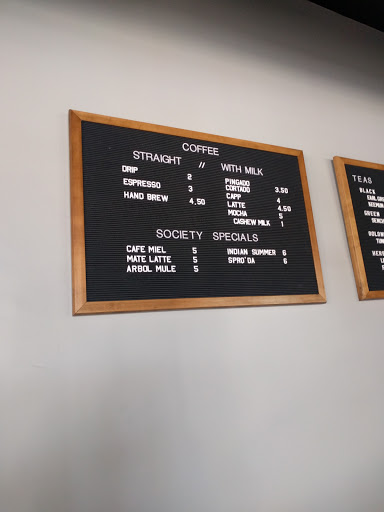 COFFEE
STRAIGHT // WITH MILK
DRIP 2
ESPRESSO 3
HAND BREW 4.50
PINGADO
CORTADO 3.50
CAPP 4
LATTE 4.50
MOCHA 5
CASHEW MILK 1
SOCIETY SPECIALS
CAFE MIEL 5
MATE LATTE 5
ARBOL MULE 5
INDIAN SUMMER 6
SPRO'DA 6
TEAS
BLACK
GREEN